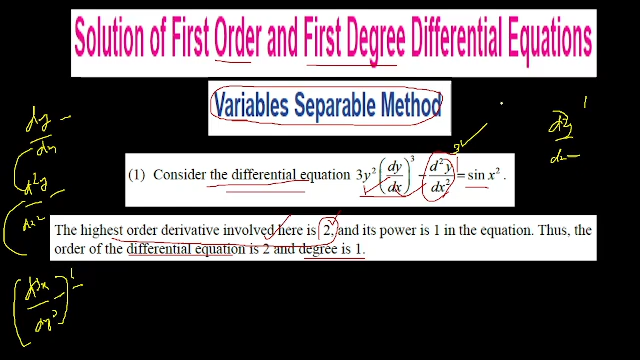 Solution of First Order and First Degree Differential Equations
Variables Separable Method
(1) Consider the differential equation 3y² (dy/dx)³ − d²y/dx² = sin x².
The highest order derivative involved here is 2, and its power is 1 in the equation. Thus, the
order of the differential equation is 2 and degree is 1.
dy/dx
d²y/dx²